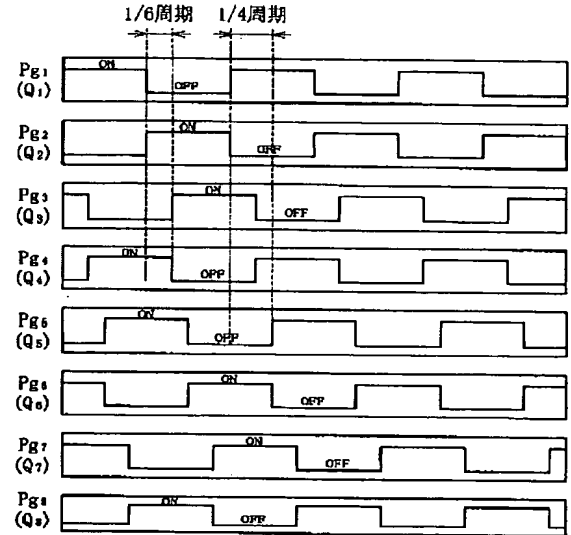 1/6周期 1/4周期
Pg1
(Q1)
ON
OFF
Pg2
(Q2)
ON
OFF
Pg3
(Q3)
ON
OFF
Pg4
(Q4)
ON
OFF
Pg5
(Q5)
ON
OFF
Pg6
(Q6)
ON
OFF
Pg7
(Q7)
ON
OFF
Pg8
(Q8)
ON
OFF